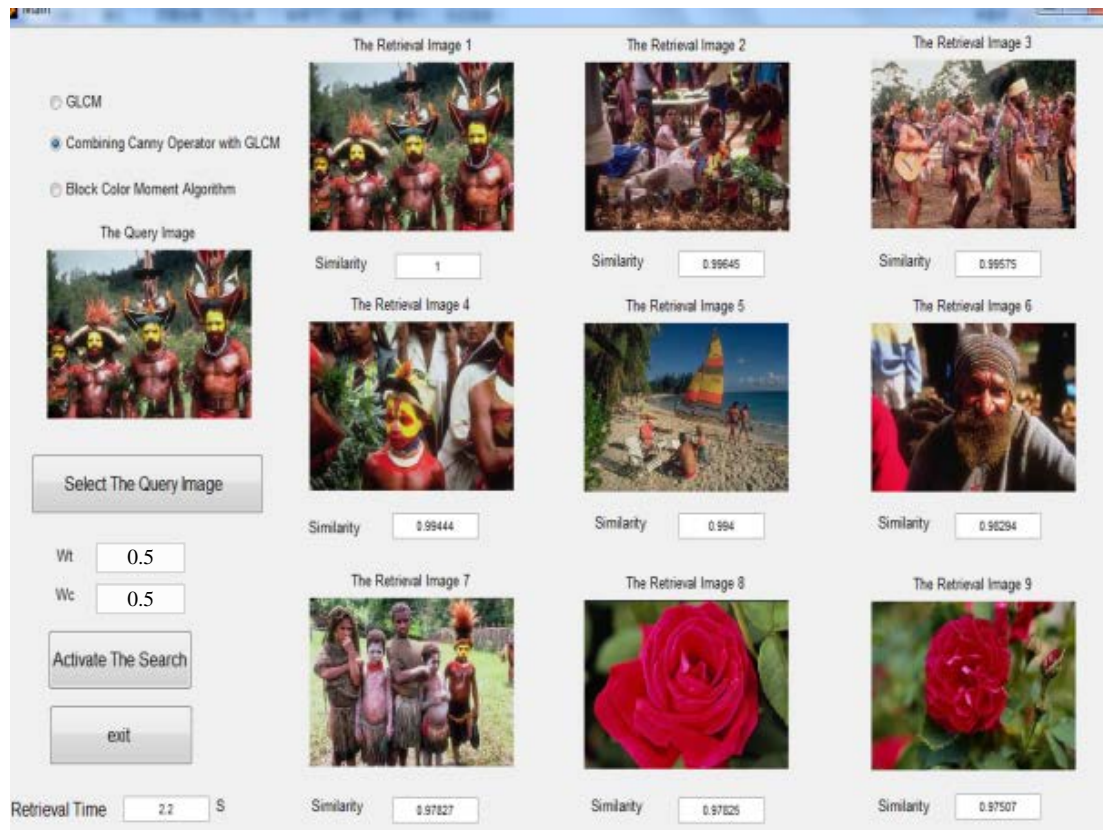 Main
GLCM
Combining Canny Operator with GLCM
Block Color Moment Algorithm
The Query Image
Select The Query Image
Wt 0.5
Wc 0.5
Activate The Search
exit
Retrieval Time 2.2 S
The Retrieval Image 1
The Retrieval Image 2
The Retrieval Image 3
Similarity 1
Similarity 0.99645
Similarity 0.99575
The Retrieval Image 4
The Retrieval Image 5
The Retrieval Image 6
Similarity 0.99444
Similarity 0.994
Similarity 0.98294
The Retrieval Image 7
The Retrieval Image 8
The Retrieval Image 9
Similarity 0.97827
Similarity 0.97825
Similarity 0.97507